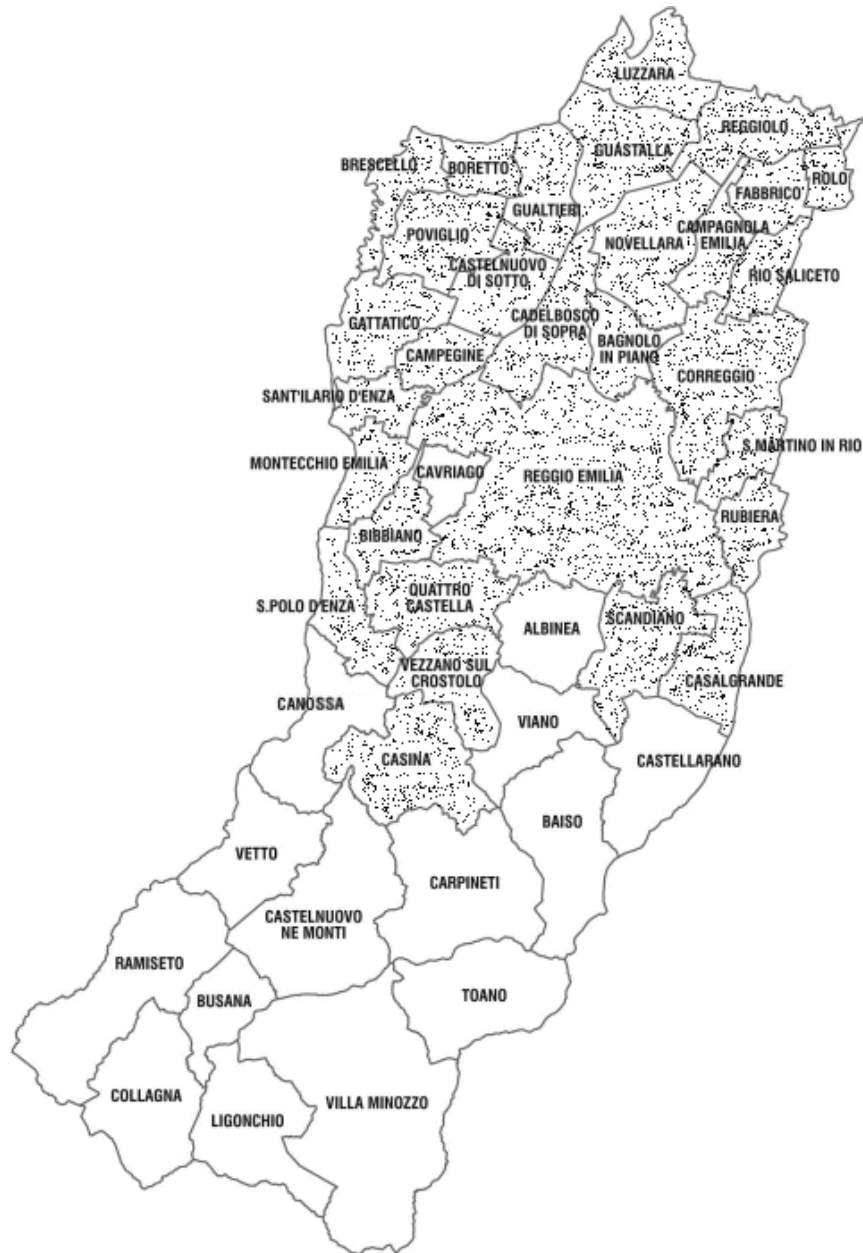 LUZZARA
REGGIOLO
GUASTALLA
BRESCELLO
BORETTO
ROLO
FABBRICO
GUALTIERI
POVIGLIO
NOVELLARA
CAMPAGNOLA
EMILIA
CASTELNUOVO
DI SOTTO
RIO SALICETO
GATTATICO
CADELBOSCO
DI SOPRA
BAGNOLO
IN PIANO
CAMPEGINE
CORREGGIO
SANT'ILARIO D'ENZA
S.MARTINO IN RIO
MONTECCHIO EMILIA
CAVRIAGO
REGGIO EMILIA
RUBIERA
BIBBIANO
QUATTRO
CASTELLA
S.POLO D'ENZA
ALBINEA
SCANDIANO
VEZZANO SUL
CROSTOLO
CASALGRANDE
CANOSSA
VIANO
CASINA
CASTELLARANO
BAISO
VETTO
CARPINETI
CASTELNUOVO
NE MONTI
RAMISETO
BUSANA
TOANO
COLLAGNA
LIGONCHIO
VILLA MINOZZO